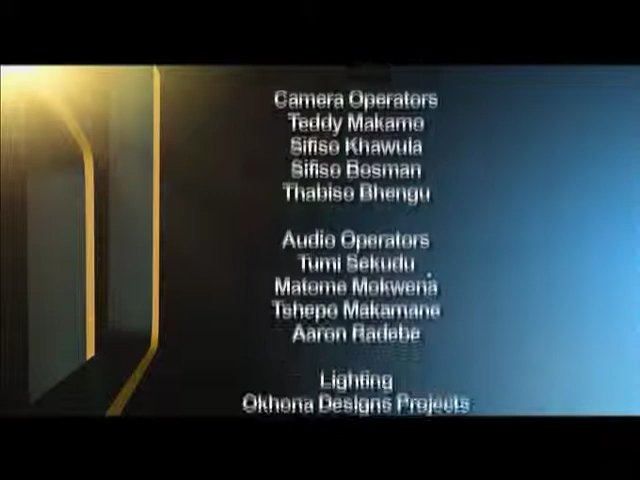 Camera Operators
Teddy Makamo
Sifiso Khawula
Sifiso Bosman
Thabiso Bhengu
Audio Operators
Tumi Sekudu
Matome Mokwena
Tshepo Makamane
Aaron Radebe
Lighting
Okhona Designs Projects